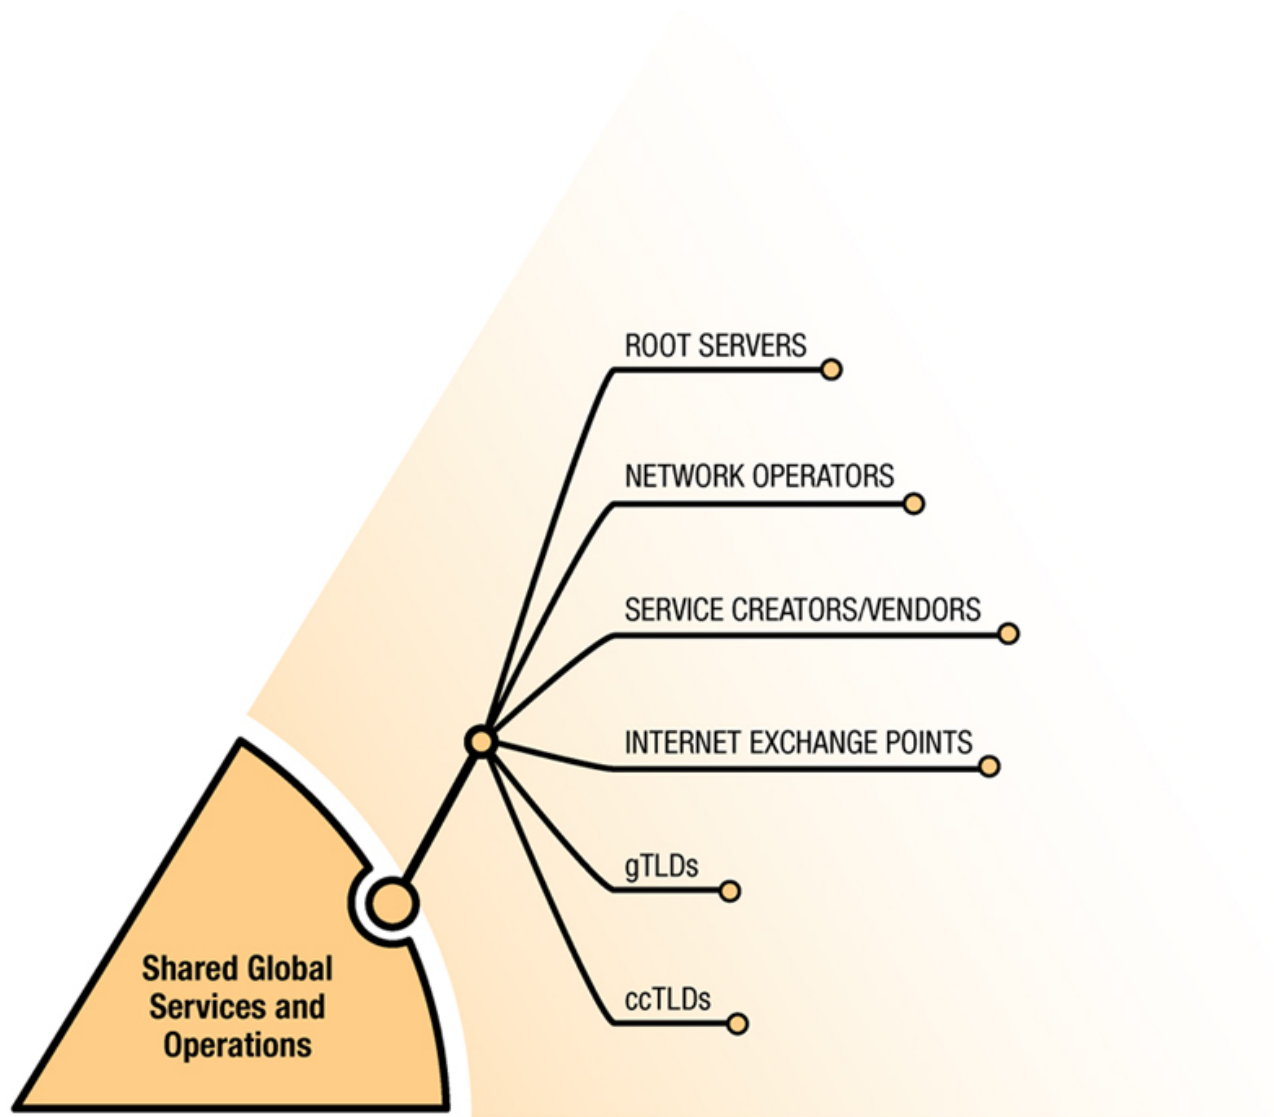 ROOT SERVERS
NETWORK OPERATORS
SERVICE CREATORS/VENDORS
INTERNET EXCHANGE POINTS
gTLDs
ccTLDs
Shared Global
Services and
Operations